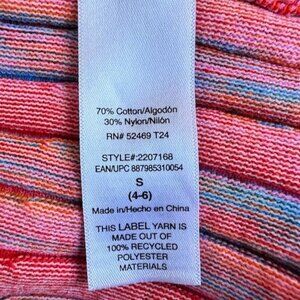 70% Cotton/Algodón
30% Nylon/Nilón
RN# 52469 T24
STYLE#:2207168
EAN/UPC 887985310054
S
(4-6)
Made in/Hecho en China
THIS LABEL YARN IS
MADE OUT OF
100% RECYCLED
POLYESTER
MATERIALS